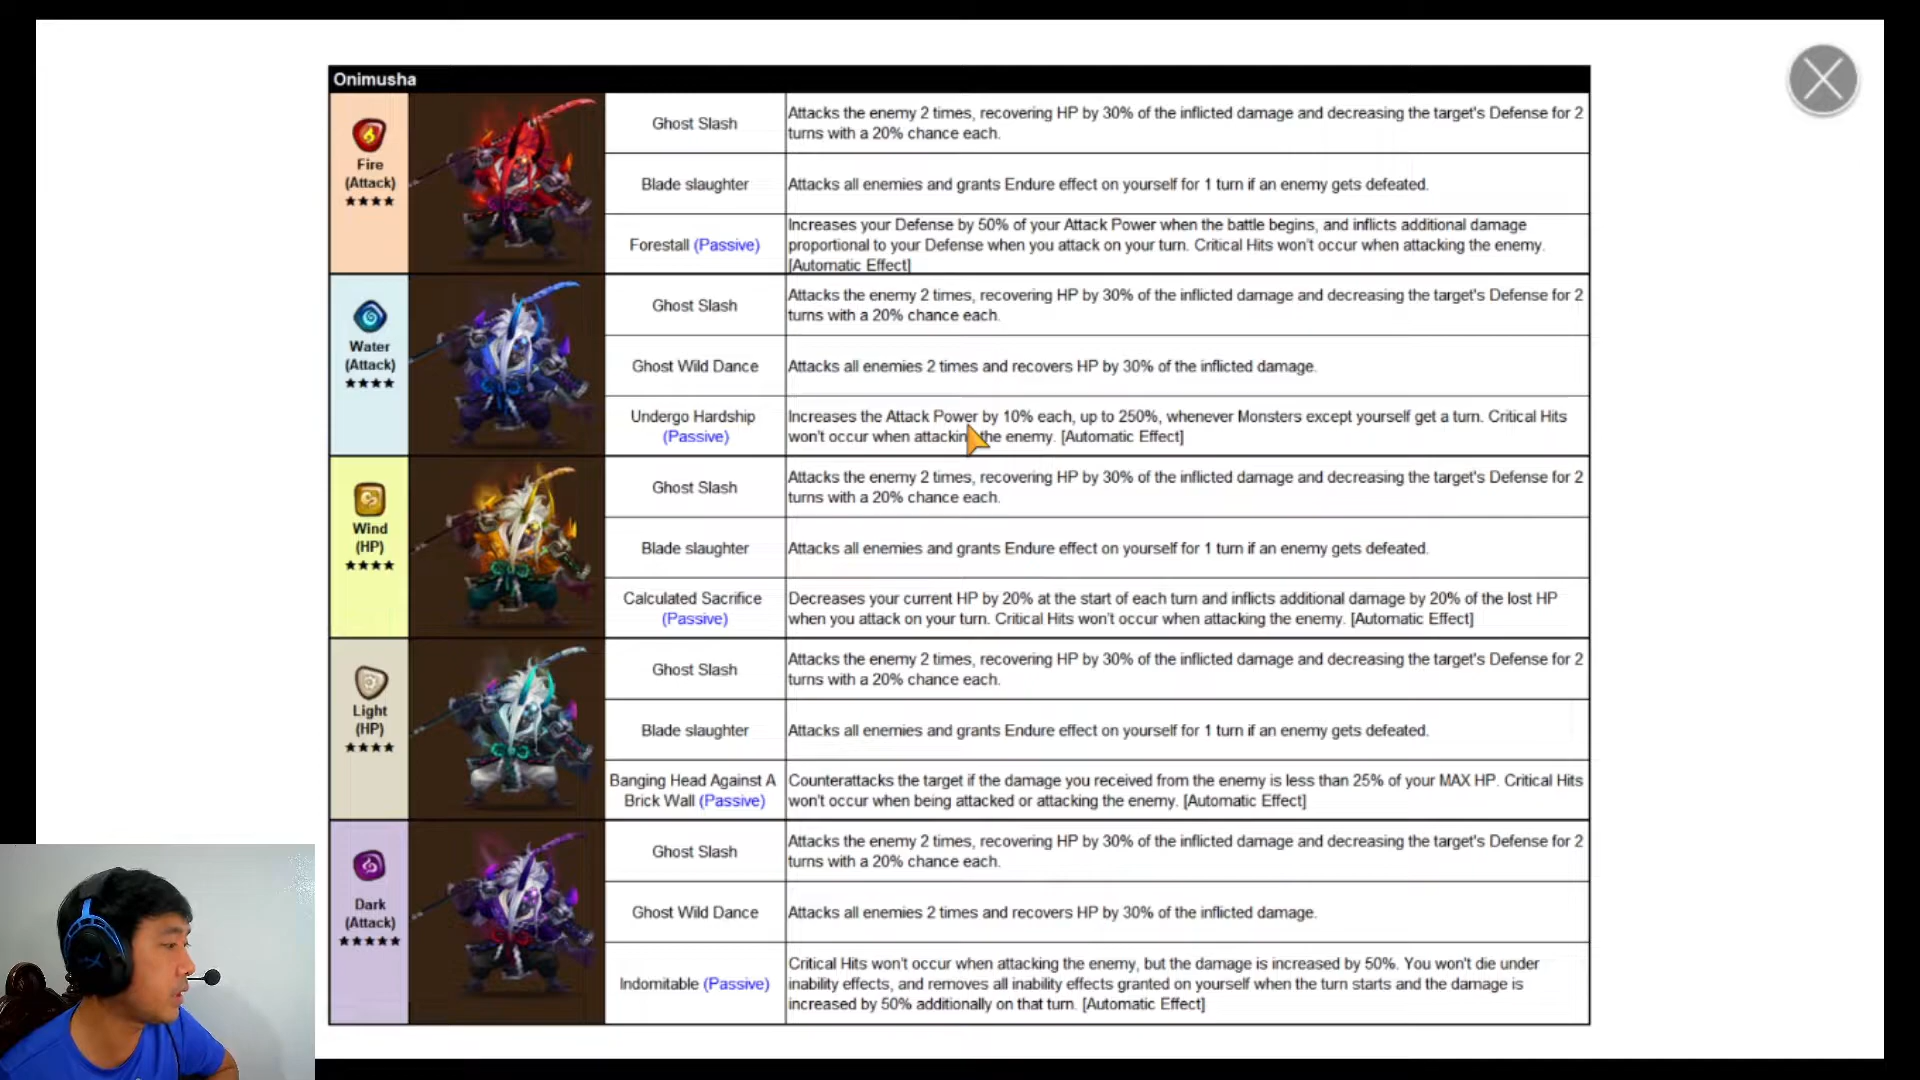 Onimusha
Fire
(Attack)
★★★★
Ghost Slash
Attacks the enemy 2 times, recovering HP by 30% of the inflicted damage and decreasing the target's Defense for 2
turns with a 20% chance each.
Blade slaughter
Attacks all enemies and grants Endure effect on yourself for 1 turn if an enemy gets defeated.
Forestall (Passive)
Increases your Defense by 50% of your Attack Power when the battle begins, and inflicts additional damage
proportional to your Defense when you attack on your turn. Critical Hits won't occur when attacking the enemy.
[Automatic Effect]
Water
(Attack)
★★★★
Ghost Slash
Attacks the enemy 2 times, recovering HP by 30% of the inflicted damage and decreasing the target's Defense for 2
turns with a 20% chance each.
Ghost Wild Dance
Attacks all enemies 2 times and recovers HP by 30% of the inflicted damage.
Undergo Hardship
(Passive)
Increases the Attack Power by 10% each, up to 250%, whenever Monsters except yourself get a turn. Critical Hits
won't occur when attacking the enemy. [Automatic Effect]
Wind
(HP)
★★★★
Ghost Slash
Attacks the enemy 2 times, recovering HP by 30% of the inflicted damage and decreasing the target's Defense for 2
turns with a 20% chance each.
Blade slaughter
Attacks all enemies and grants Endure effect on yourself for 1 turn if an enemy gets defeated.
Calculated Sacrifice
(Passive)
Decreases your current HP by 20% at the start of each turn and inflicts additional damage by 20% of the lost HP
when you attack on your turn. Critical Hits won't occur when attacking the enemy. [Automatic Effect]
Light
(HP)
★★★★
Ghost Slash
Attacks the enemy 2 times, recovering HP by 30% of the inflicted damage and decreasing the target's Defense for 2
turns with a 20% chance each.
Blade slaughter
Attacks all enemies and grants Endure effect on yourself for 1 turn if an enemy gets defeated.
Banging Head Against A
Brick Wall (Passive)
Counterattacks the target if the damage you received from the enemy is less than 25% of your MAX HP. Critical Hits
won't occur when being attacked or attacking the enemy. [Automatic Effect]
Dark
(Attack)
★★★★★
Ghost Slash
Attacks the enemy 2 times, recovering HP by 30% of the inflicted damage and decreasing the target's Defense for 2
turns with a 20% chance each.
Ghost Wild Dance
Attacks all enemies 2 times and recovers HP by 30% of the inflicted damage.
Indomitable (Passive)
Critical Hits won't occur when attacking the enemy, but the damage is increased by 50%. You won't die under
inability effects, and removes all inability effects granted on yourself when the turn starts and the damage is
increased by 50% additionally on that turn. [Automatic Effect]